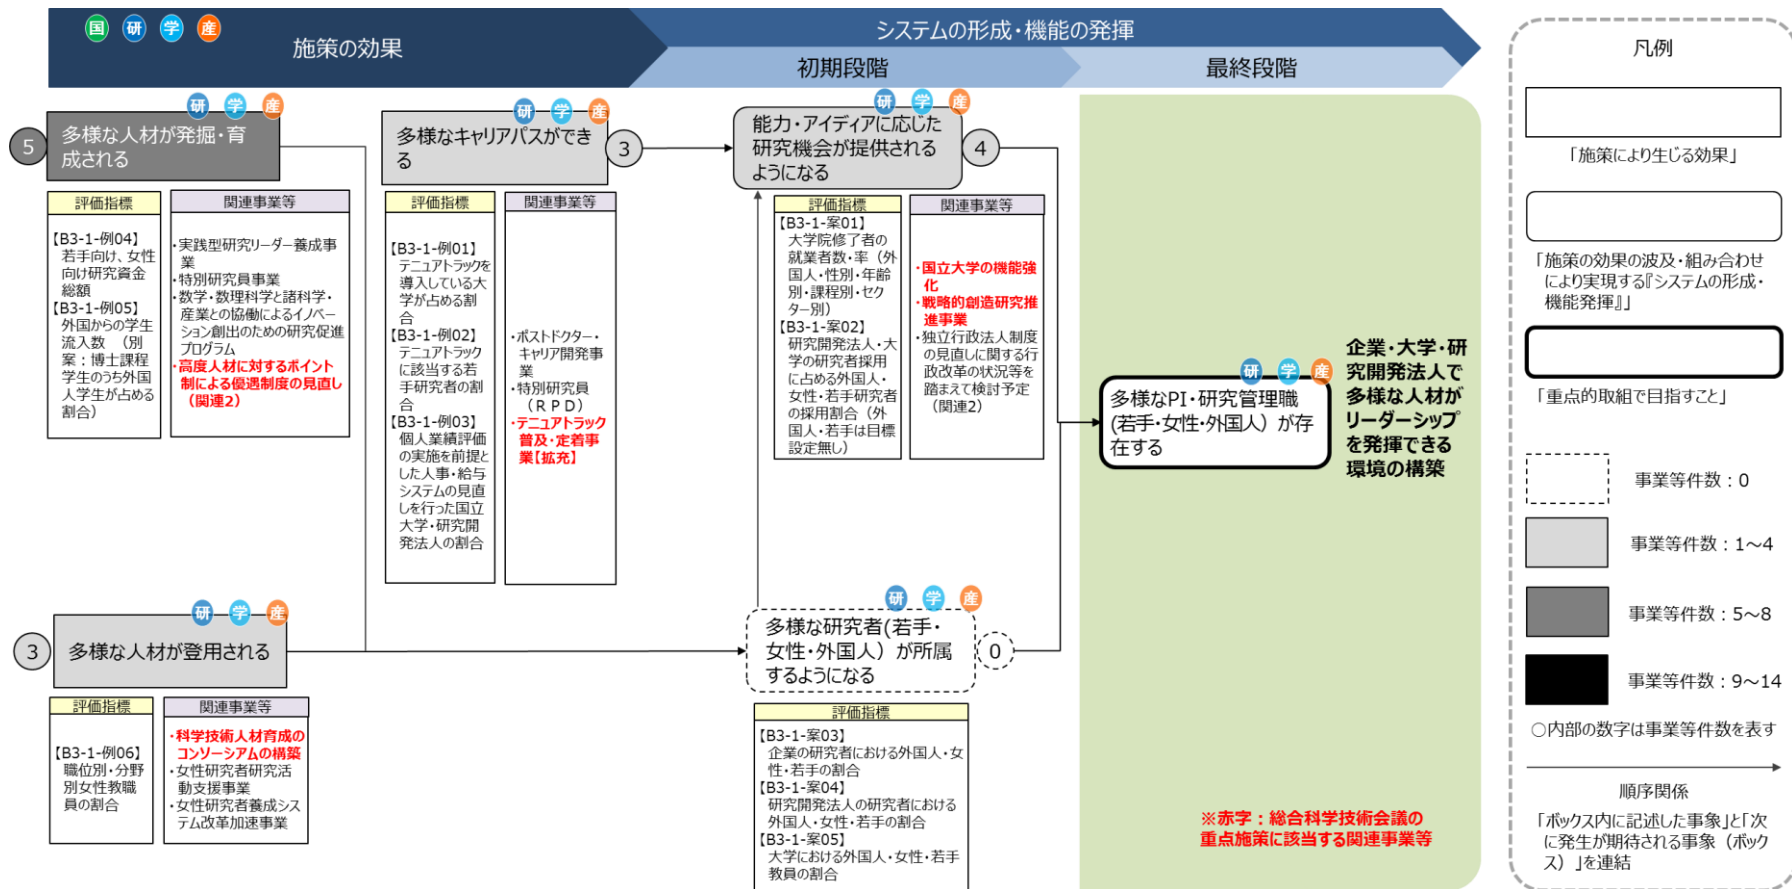 国 研 学 産
施策の効果
システムの形成・機能の発揮
初期段階
最終段階
研 学 産
5
多様な人材が発掘・育
成される
評価指標
【B3-1-例04】
若手向け、女性
向け研究資金
総額
【B3-1-例05】
外国からの学生
流入数 （別
案：博士課程
学生のうち外国
人学生が占める
割合）
関連事業等
・実践型研究リーダー養成事
業
・特別研究員事業
・数学・数理科学と諸科学・
産業との協働によるイノベー
ション創出のための研究促進
プログラム
・高度人材に対するポイント
制による優遇制度の見直し
（関連2）
研 学 産
3
多様な人材が登用される
評価指標
【B3-1-例06】
職位別・分野
別女性教職
員の割合
関連事業等
・科学技術人材育成の
コンソーシアムの構築
・女性研究者研究活
動支援事業
・女性研究者養成シス
テム改革加速事業
研 学 産
多様なキャリアパスができ
る
3
評価指標
【B3-1-例01】
テニュアトラックを
導入している大
学が占める割
合
【B3-1-例02】
テニュアトラック
に該当する若
手研究者の割
合
【B3-1-例03】
個人業績評価
の実施を前提
とした人事・給与
システムの見直
しを行った国立
大学・研究開
発法人の割合
関連事業等
・ポストドクター・
キャリア開発事
業
・特別研究員
（ＲＰＤ）
・テニュアトラック
普及・定着事
業【拡充】
研 学 産
能力・アイディアに応じた
研究機会が提供される
ようになる
4
評価指標
【B3-1-案01】
大学院修了者の
就業者数・率（外
国人・性別・年齢
別・課程別・セク
ター別）
【B3-1-案02】
研究開発法人・大
学の研究者採用
に占める外国人・
女性・若手研究者
の採用割合（外
国人・若手は目標
設定無し）
関連事業等
・国立大学の機能強
化
・戦略的創造研究推
進事業
・独立行政法人制度
の見直しに関する行
政改革の状況等を
踏まえて検討予定
（関連2）
研 学 産
多様な研究者(若手・
女性・外国人）が所属
するようになる
0
評価指標
【B3-1-案03】
企業の研究者における外国人・女
性・若手の割合
【B3-1-案04】
研究開発法人の研究者における
外国人・女性・若手の割合
【B3-1-案05】
大学における外国人・女性・若手
教員の割合
研 学 産
多様なPI・研究管理職
(若手・女性・外国人）が存
在する
企業・大学・研
究開発法人で
多様な人材が
リーダーシップ
を発揮できる
環境の構築
※赤字：総合科学技術会議の
重点施策に該当する関連事業等
凡例
「施策により生じる効果」
「施策の効果の波及・組み合わせ
により実現する『システムの形成・
機能発揮』」
「重点的取組で目指すこと」
事業等件数：0
事業等件数：1～4
事業等件数：5～8
事業等件数：9～14
○内部の数字は事業等件数を表す
順序関係
「ボックス内に記述した事象」と「次
に発生が期待される事象（ボック
ス）」を連結